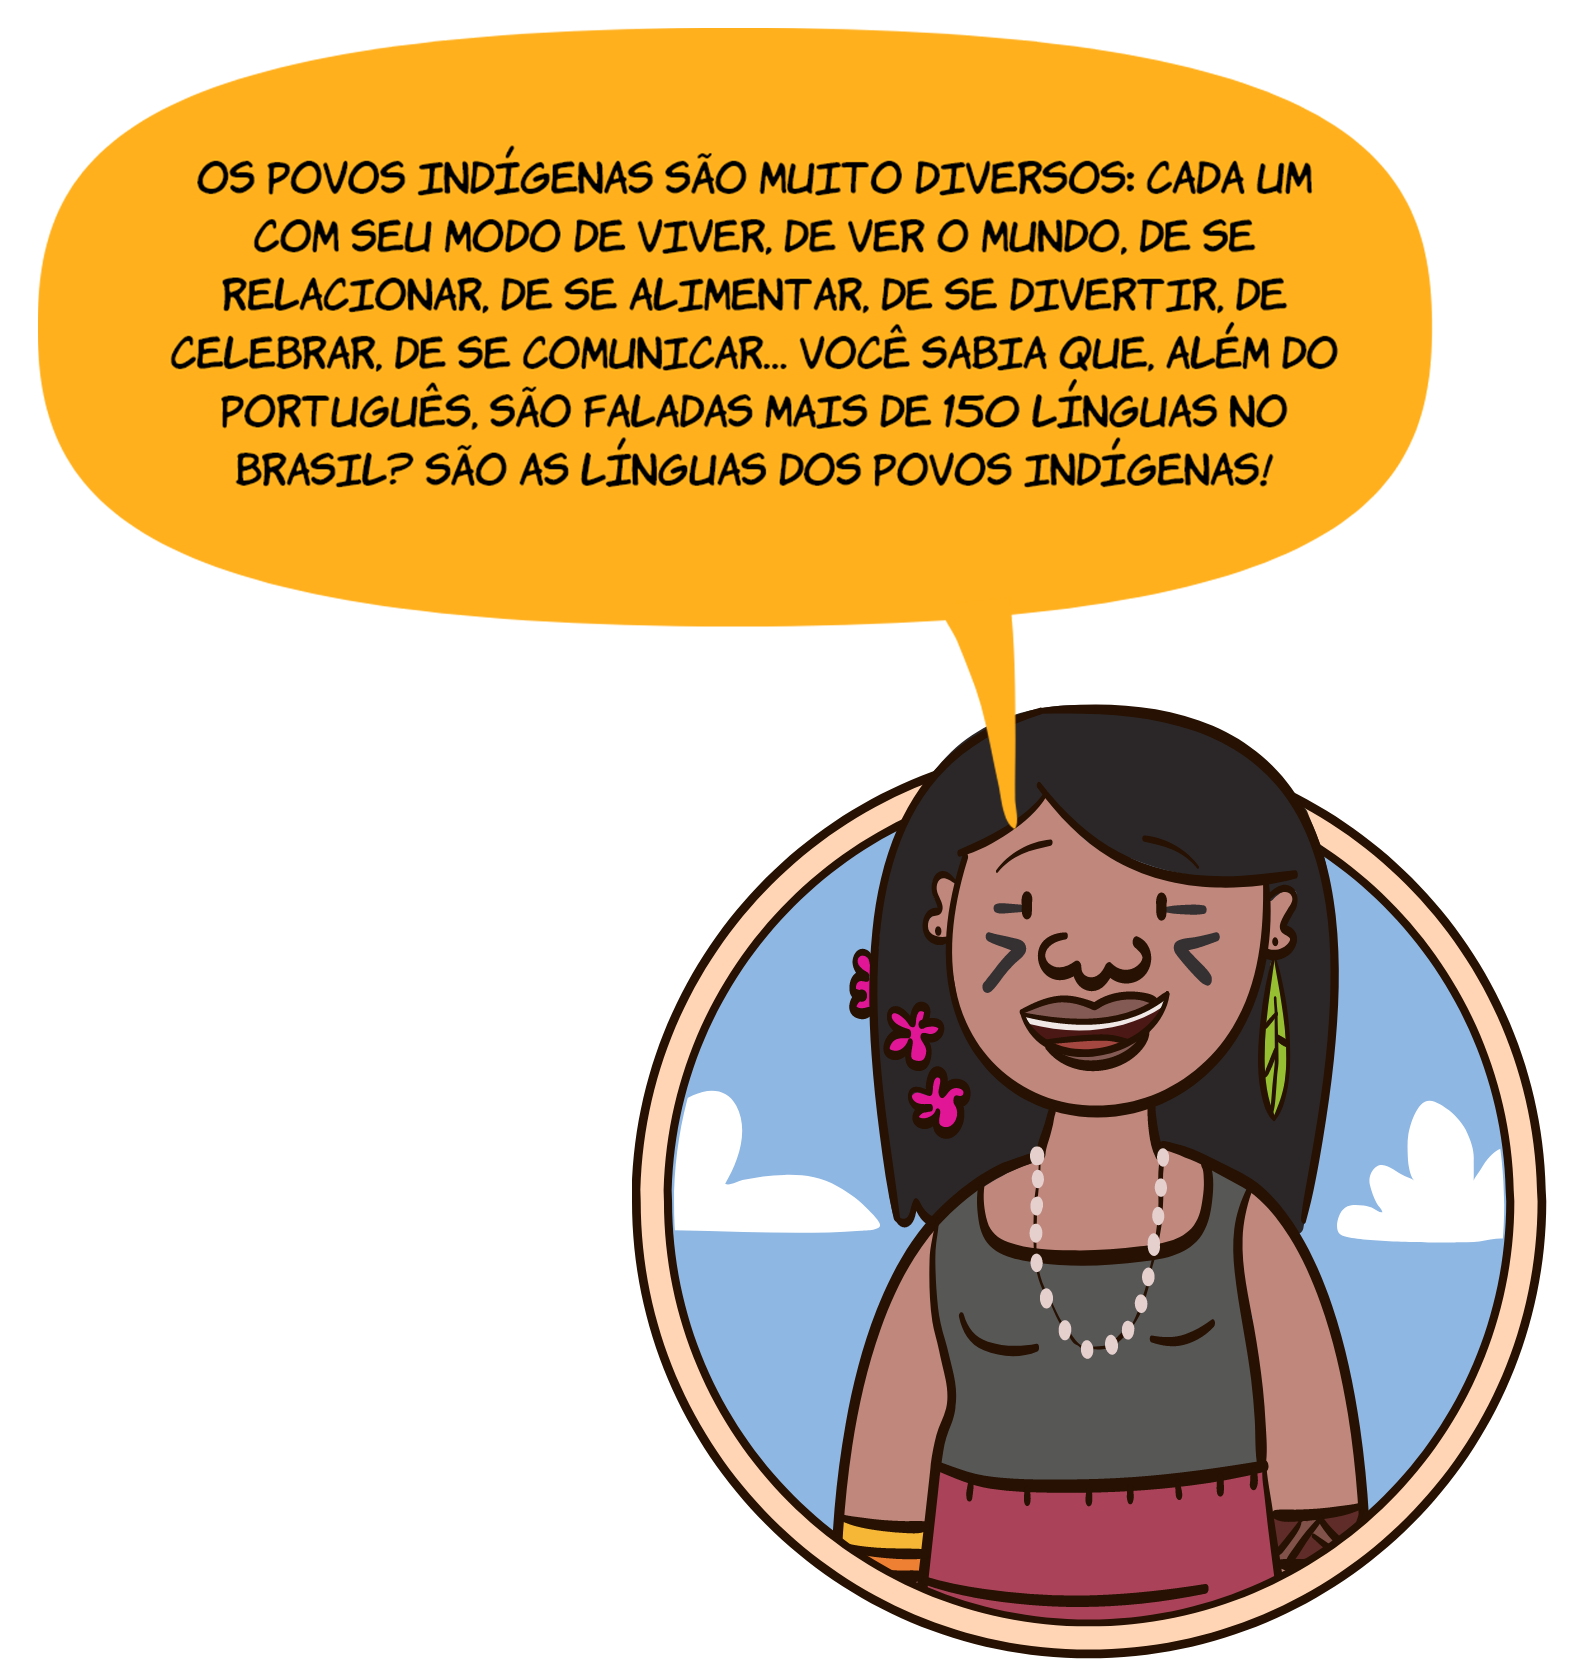 OS POVOS INDÍGENAS SÃO MUITO DIVERSOS: CADA UM
COM SEU MODO DE VIVER, DE VER O MUNDO, DE SE
RELACIONAR, DE SE ALIMENTAR, DE SE DIVERTIR, DE
CELEBRAR, DE SE COMUNICAR... VOCÊ SABIA QUE, ALÉM DO
PORTUGUÊS, SÃO FALADAS MAIS DE 150 LÍNGUAS NO
BRASIL? SÃO AS LÍNGUAS DOS POVOS INDÍGENAS!